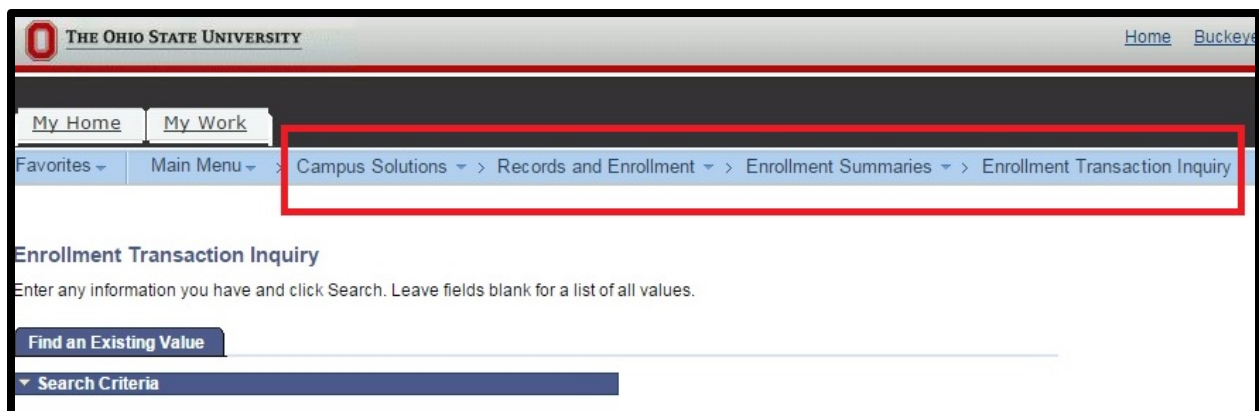 THE OHIO STATE UNIVERSITY Home Buckeye
My Home My Work
Favorites Main Menu > Campus Solutions > Records and Enrollment > Enrollment Summaries > Enrollment Transaction Inquiry
Enrollment Transaction Inquiry
Enter any information you have and click Search. Leave fields blank for a list of all values.
Find an Existing Value
Search Criteria